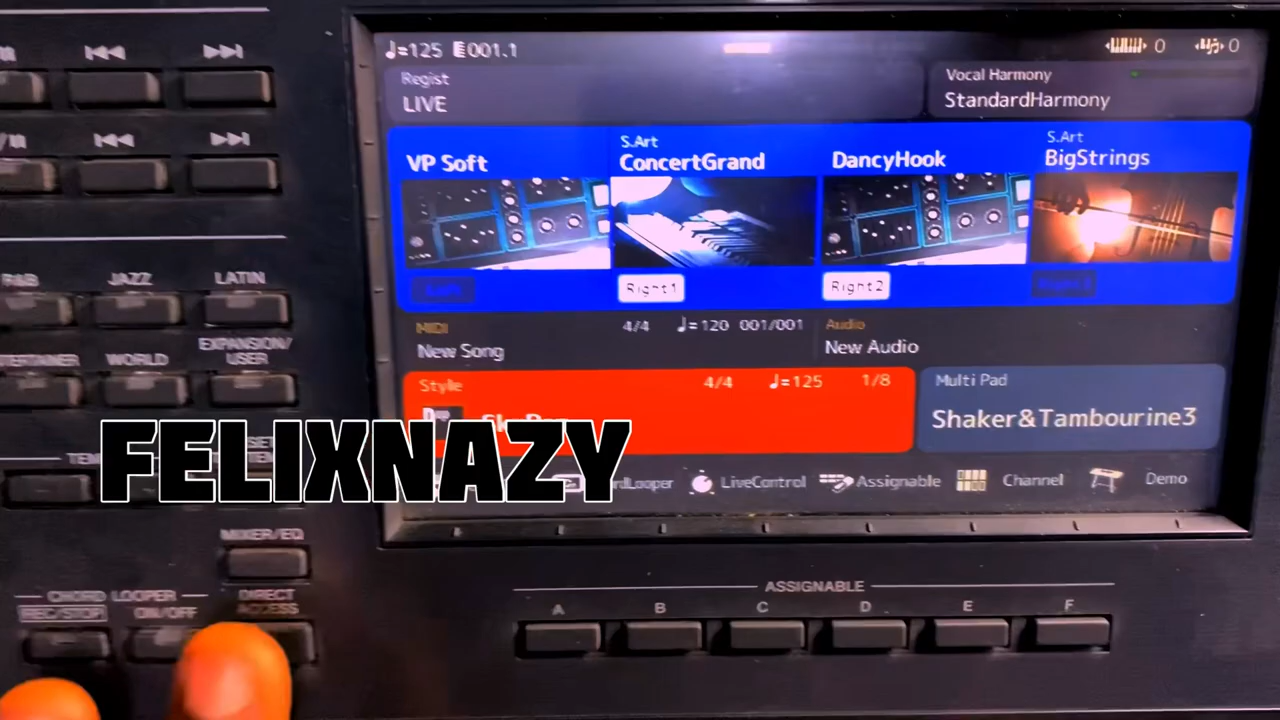 ♩=125 001.1
0 0
Regist
LIVE
Vocal Harmony
StandardHarmony
VP Soft
S.Art
ConcertGrand
DancyHook
S.Art
BigStrings
Right1
Right2
MIDI
4/4 ♩=120 001/001
New Song
Audio
New Audio
Style
4/4 ♩=125 1/8
Multi Pad
Shaker&Tambourine3
FELIXNAZY
LiveControl
Assignable
Channel
Demo
JAZZ
LATIN
WORLD
EXPANSION/
USER
MIXER/EQ
CHORD LOOPER
REC/STOP
ON/OFF
DIRECT
ACCESS
ASSIGNABLE
A B C D E F